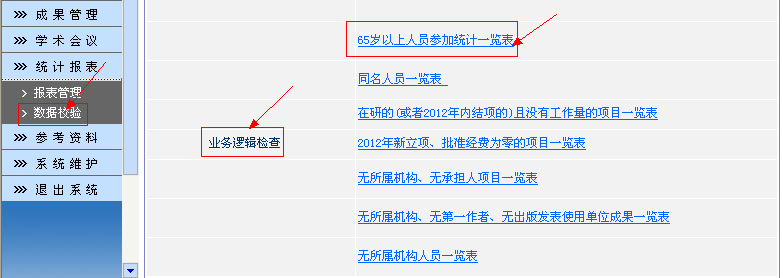 >>> 成果管理
>>> 学术会议
>>> 统计报表
> 报表管理
> 数据校验
>>> 参考资料
>>> 系统维护
>>> 退出系统
业务逻辑检查
65岁以上人员参加统计一览表
同名人员一览表
在研的(或者2012年内结项的)且没有工作量的项目一览表
2012年新立项、批准经费为零的项目一览表
无所属机构、无承担人项目一览表
无所属机构、无第一作者、无出版发表使用单位成果一览表
无所属机构人员一览表